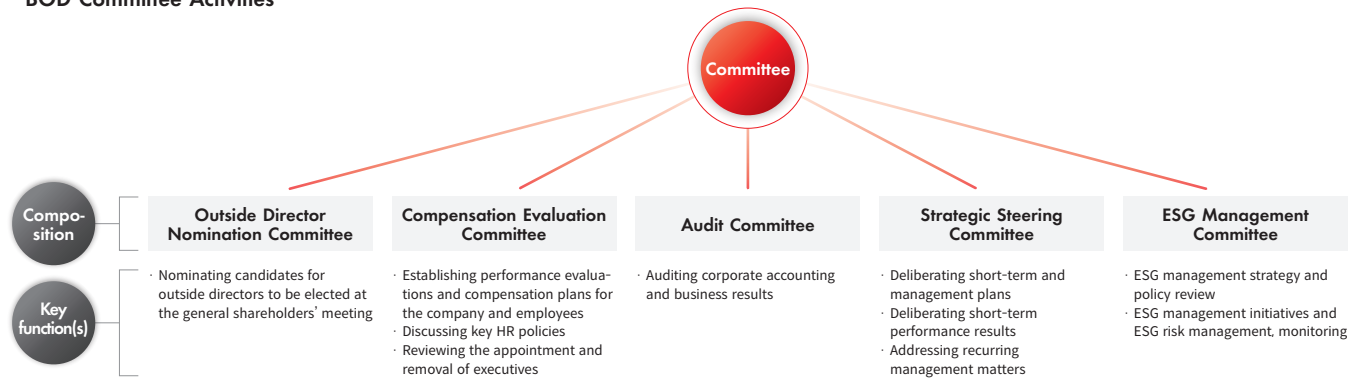 BOD Committee Activities
Committee
Compo-
sition
Outside Director
Nomination Committee
Compensation Evaluation
Committee
Audit Committee
Strategic Steering
Committee
ESG Management
Committee
Key
function(s)
· Nominating candidates for
outside directors to be elected at
the general shareholders' meeting
· Establishing performance evalua-
tions and compensation plans for
the company and employees
· Discussing key HR policies
· Reviewing the appointment and
removal of executives
· Auditing corporate accounting
and business results
· Deliberating short-term and
management plans
· Deliberating short-term
performance results
· Addressing recurring
management matters
· ESG management strategy and
policy review
· ESG management initiatives and
ESG risk management, monitoring